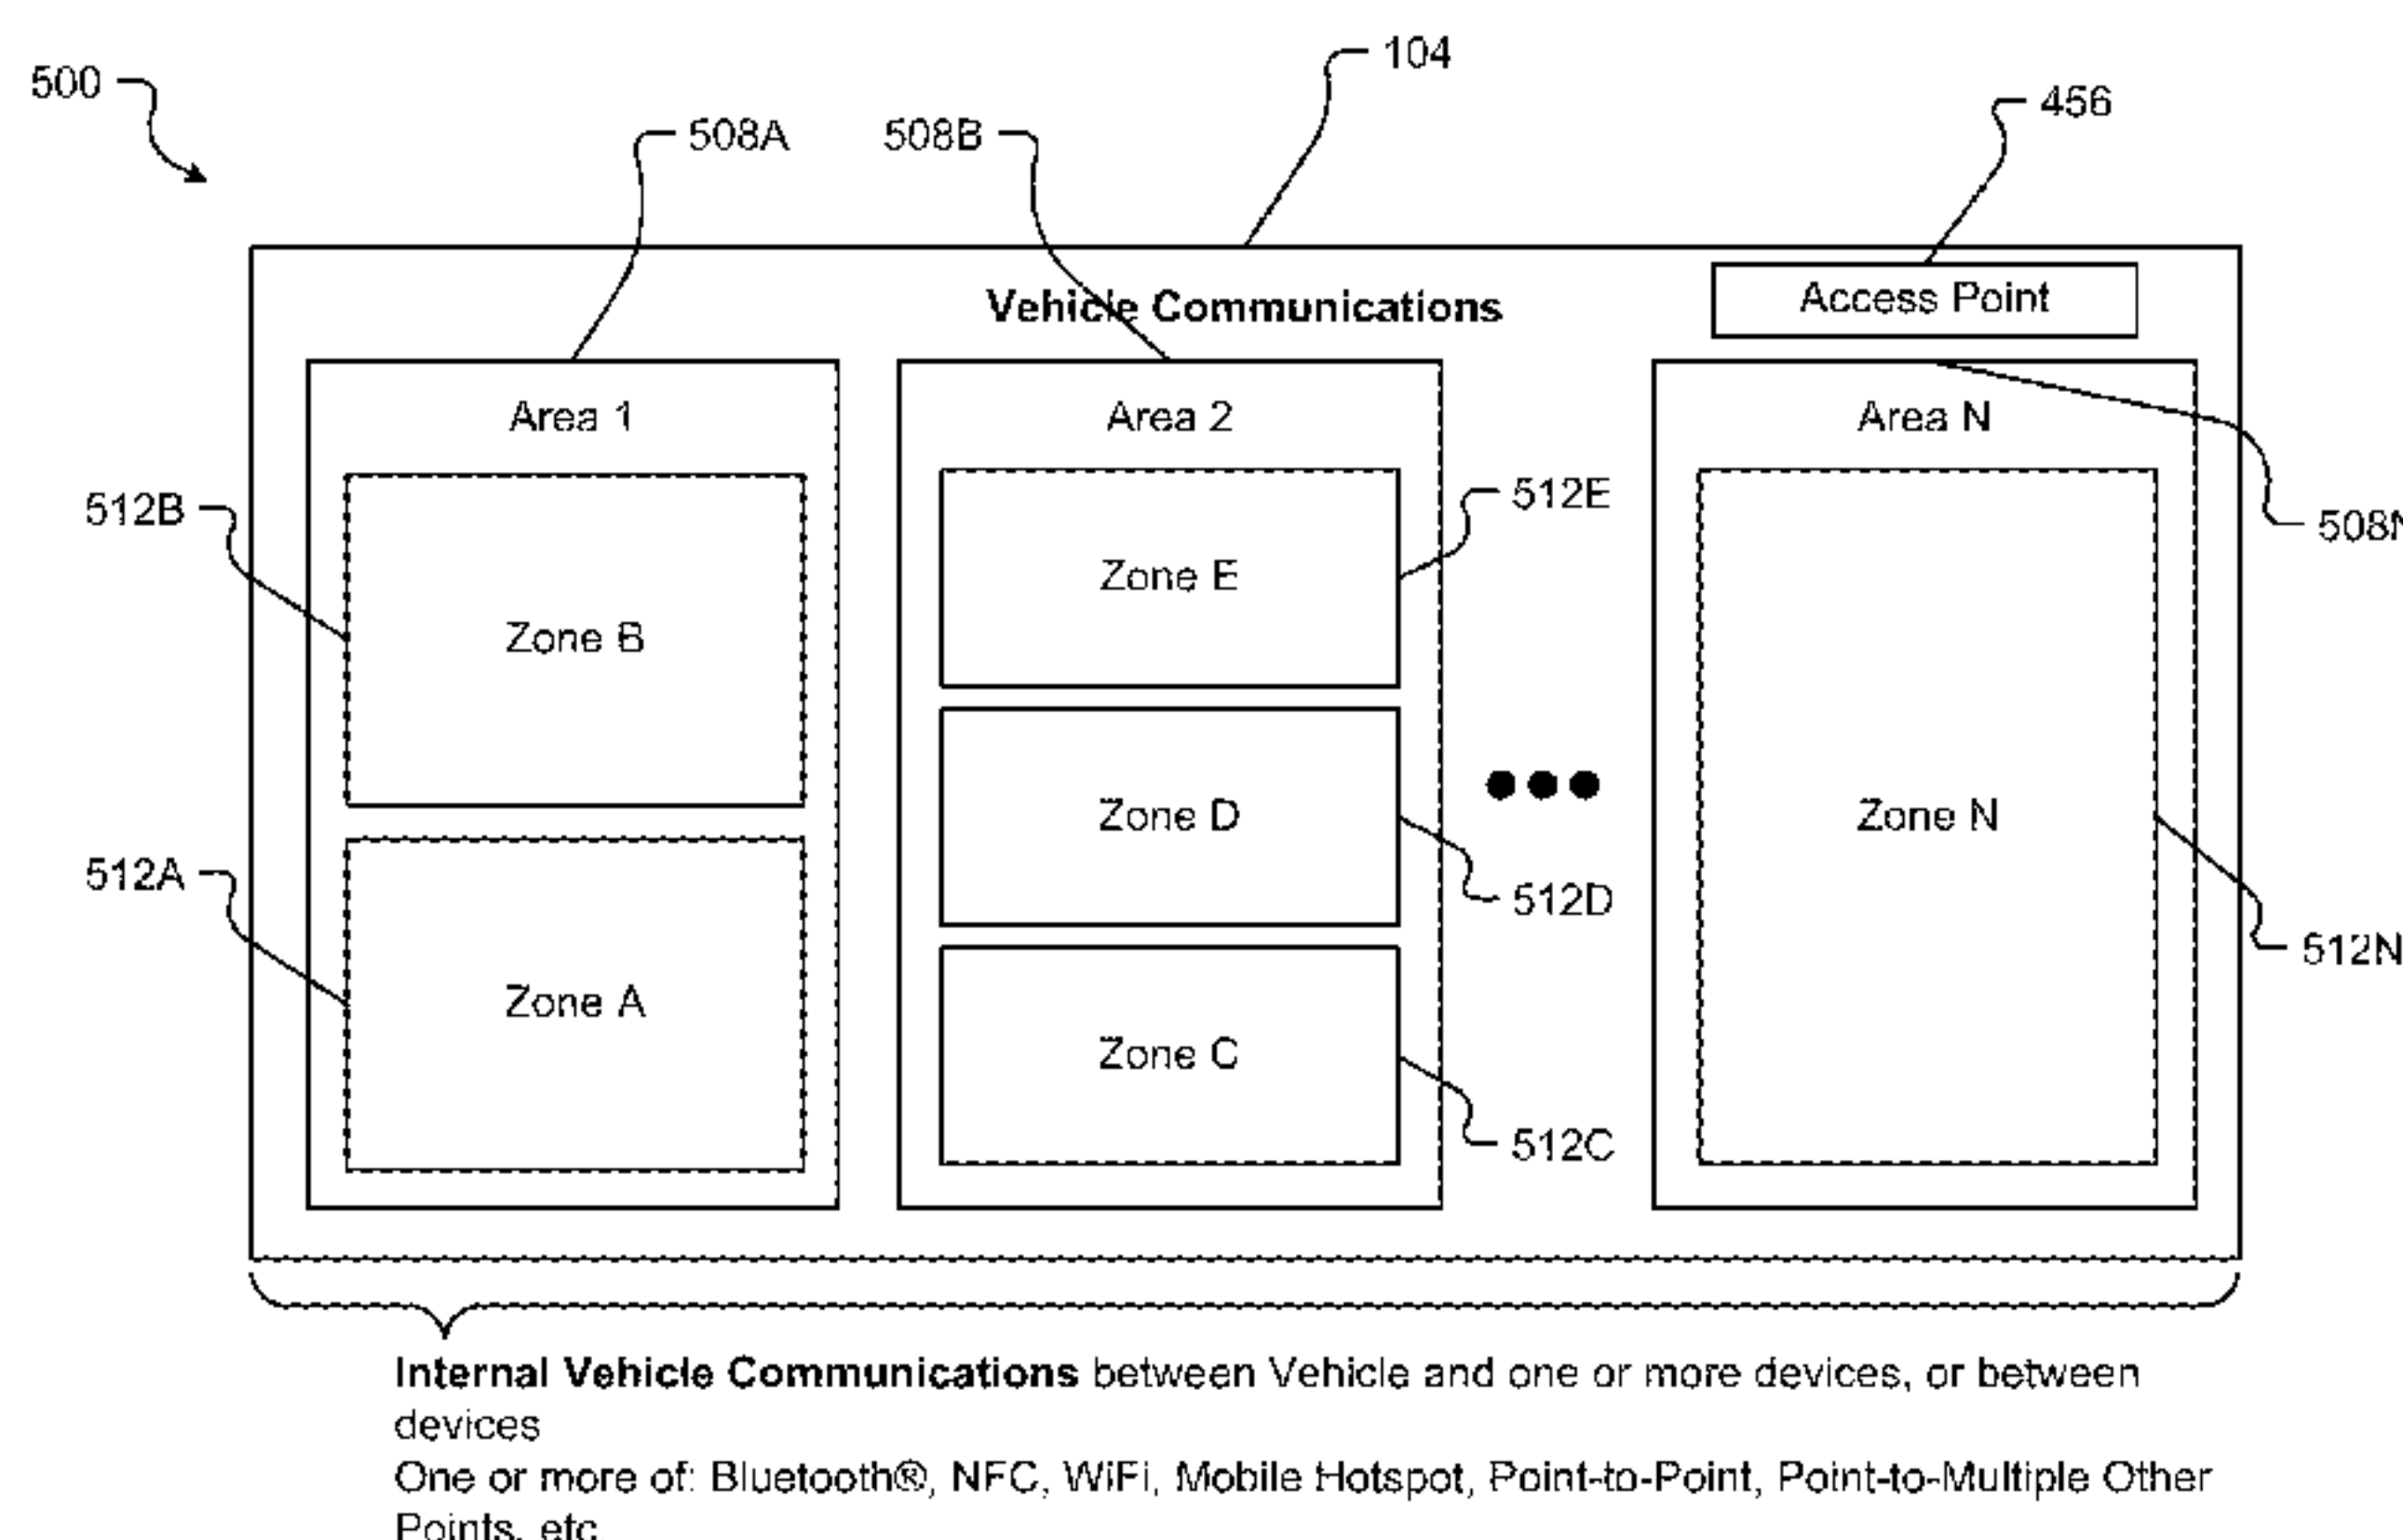 104
500
456
508A
508B
Vehicle Communications
Access Point
Area 1
Area 2
Area N
512B
512E
508N
Zone E
Zone B
Zone D
Zone N
512A
512D
512N
Zone A
Zone C
512C
Internal Vehicle Communications between Vehicle and one or more devices, or between
devices
One or more of: Bluetooth®, NFC, WiFi, Mobile Hotspot, Point-to-Point, Point-to-Multiple Other
Points, etc